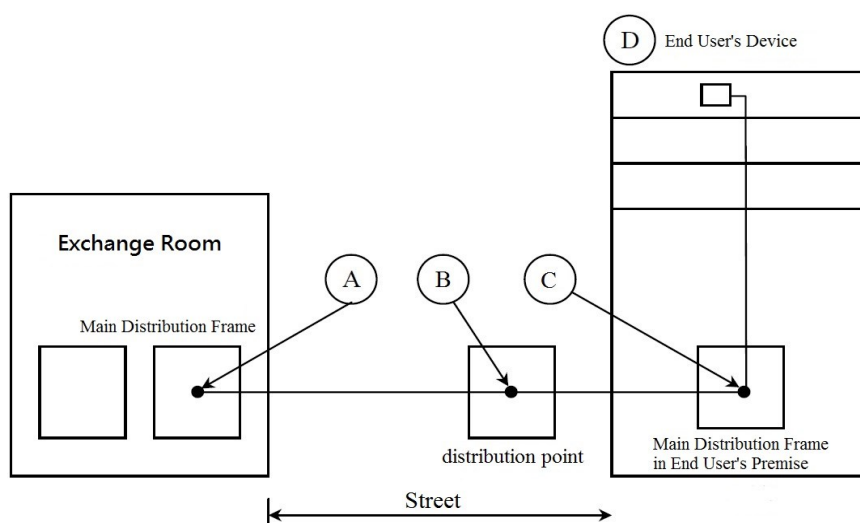 D
End User's Device
Exchange Room
A
B
C
Main Distribution Frame
distribution point
Main Distribution Frame
in End User's Premise
Street